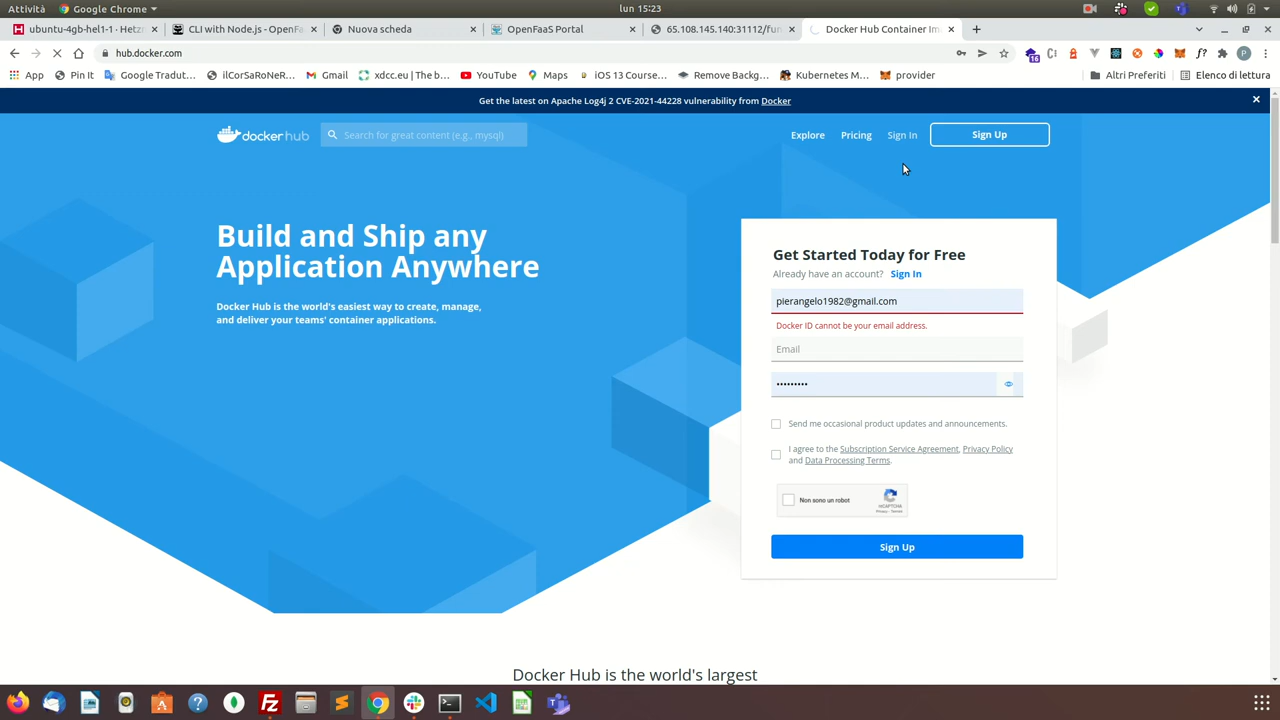 Attività
Google Chrome
lun 15:23
ubuntu-4gb-hel1-1 · Hetz
CLI with Node.js - OpenFa
Nuova scheda
OpenFaaS Portal
65.108.145.140:31112/fun
Docker Hub Container Im
hub.docker.com
16
P
App
Pin It
Google Tradut...
ilCorSaRoNeR...
Gmail
xdcc.eu | The b...
YouTube
Maps
iOS 13 Course...
Remove Backg...
Kubernetes M...
provider
Altri Preferiti
Elenco di lettura
Get the latest on Apache Log4j 2 CVE-2021-44228 vulnerability from Docker
docker hub
Search for great content (e.g., mysql)
Explore
Pricing
Sign In
Sign Up
Build and Ship any
Application Anywhere
Docker Hub is the world's easiest way to create, manage,
and deliver your teams' container applications.
Get Started Today for Free
Already have an account? Sign In
pierangelo1982@gmail.com
Docker ID cannot be your email address.
Email
•••••••••
Send me occasional product updates and announcements.
I agree to the Subscription Service Agreement, Privacy Policy
and Data Processing Terms.
Non sono un robot
reCAPTCHA
Privacy - Termini
Sign Up
Docker Hub is the world's largest